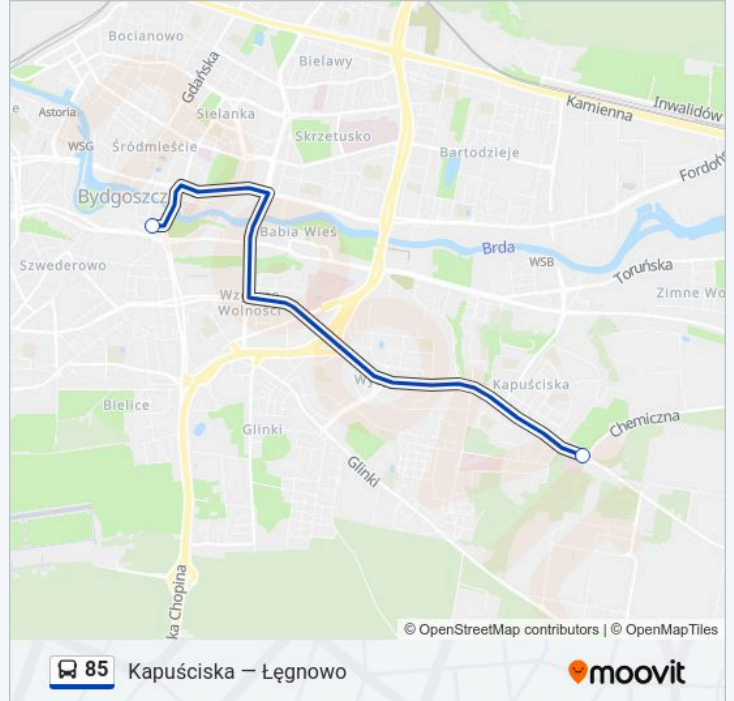 Bocianowo
Gdańska
Bielawy
Kamienna
Inwalidów
e
Astoria
Sielanka
WSG
Śródmieście
Skrzetusko
Bartodzieje
Fordoń
Bydgoszcz
Babia Wieś
Brda
WSB
Toruńska
Szwederowo
Zimne Wo
Wz
Wolności
Wy
Kapuściska
Bielice
Glinki
Chemiczna
Glinki
ka Chopina
© OpenStreetMap contributors | © OpenMapTiles
85 Kapuściska — Łęgnowo
moovit